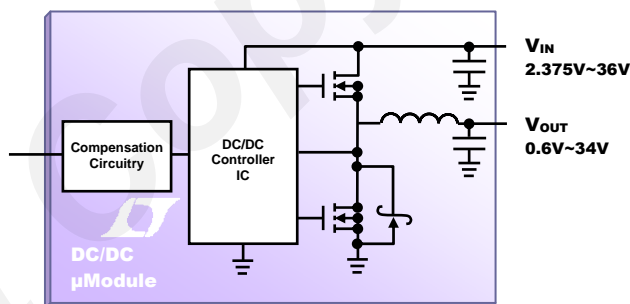 VIN
2.375V~36V
VOUT
0.6V~34V
Compensation
Circuitry
DC/DC
Controller
IC
DC/DC
µModule